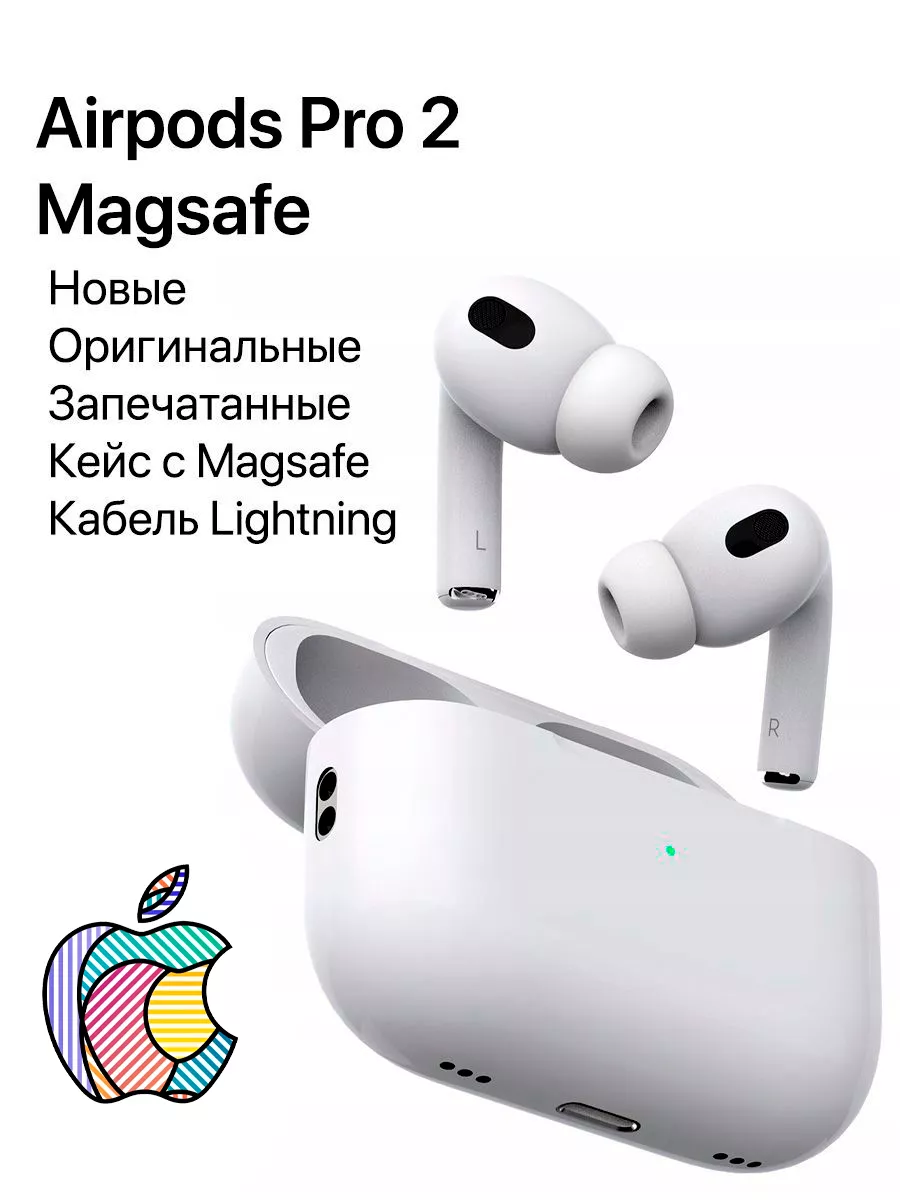 Airpods Pro 2
Magsafe
Новые
Оригинальные
Запечатанные
Кейс с Magsafe
Кабель Lightning
L
R